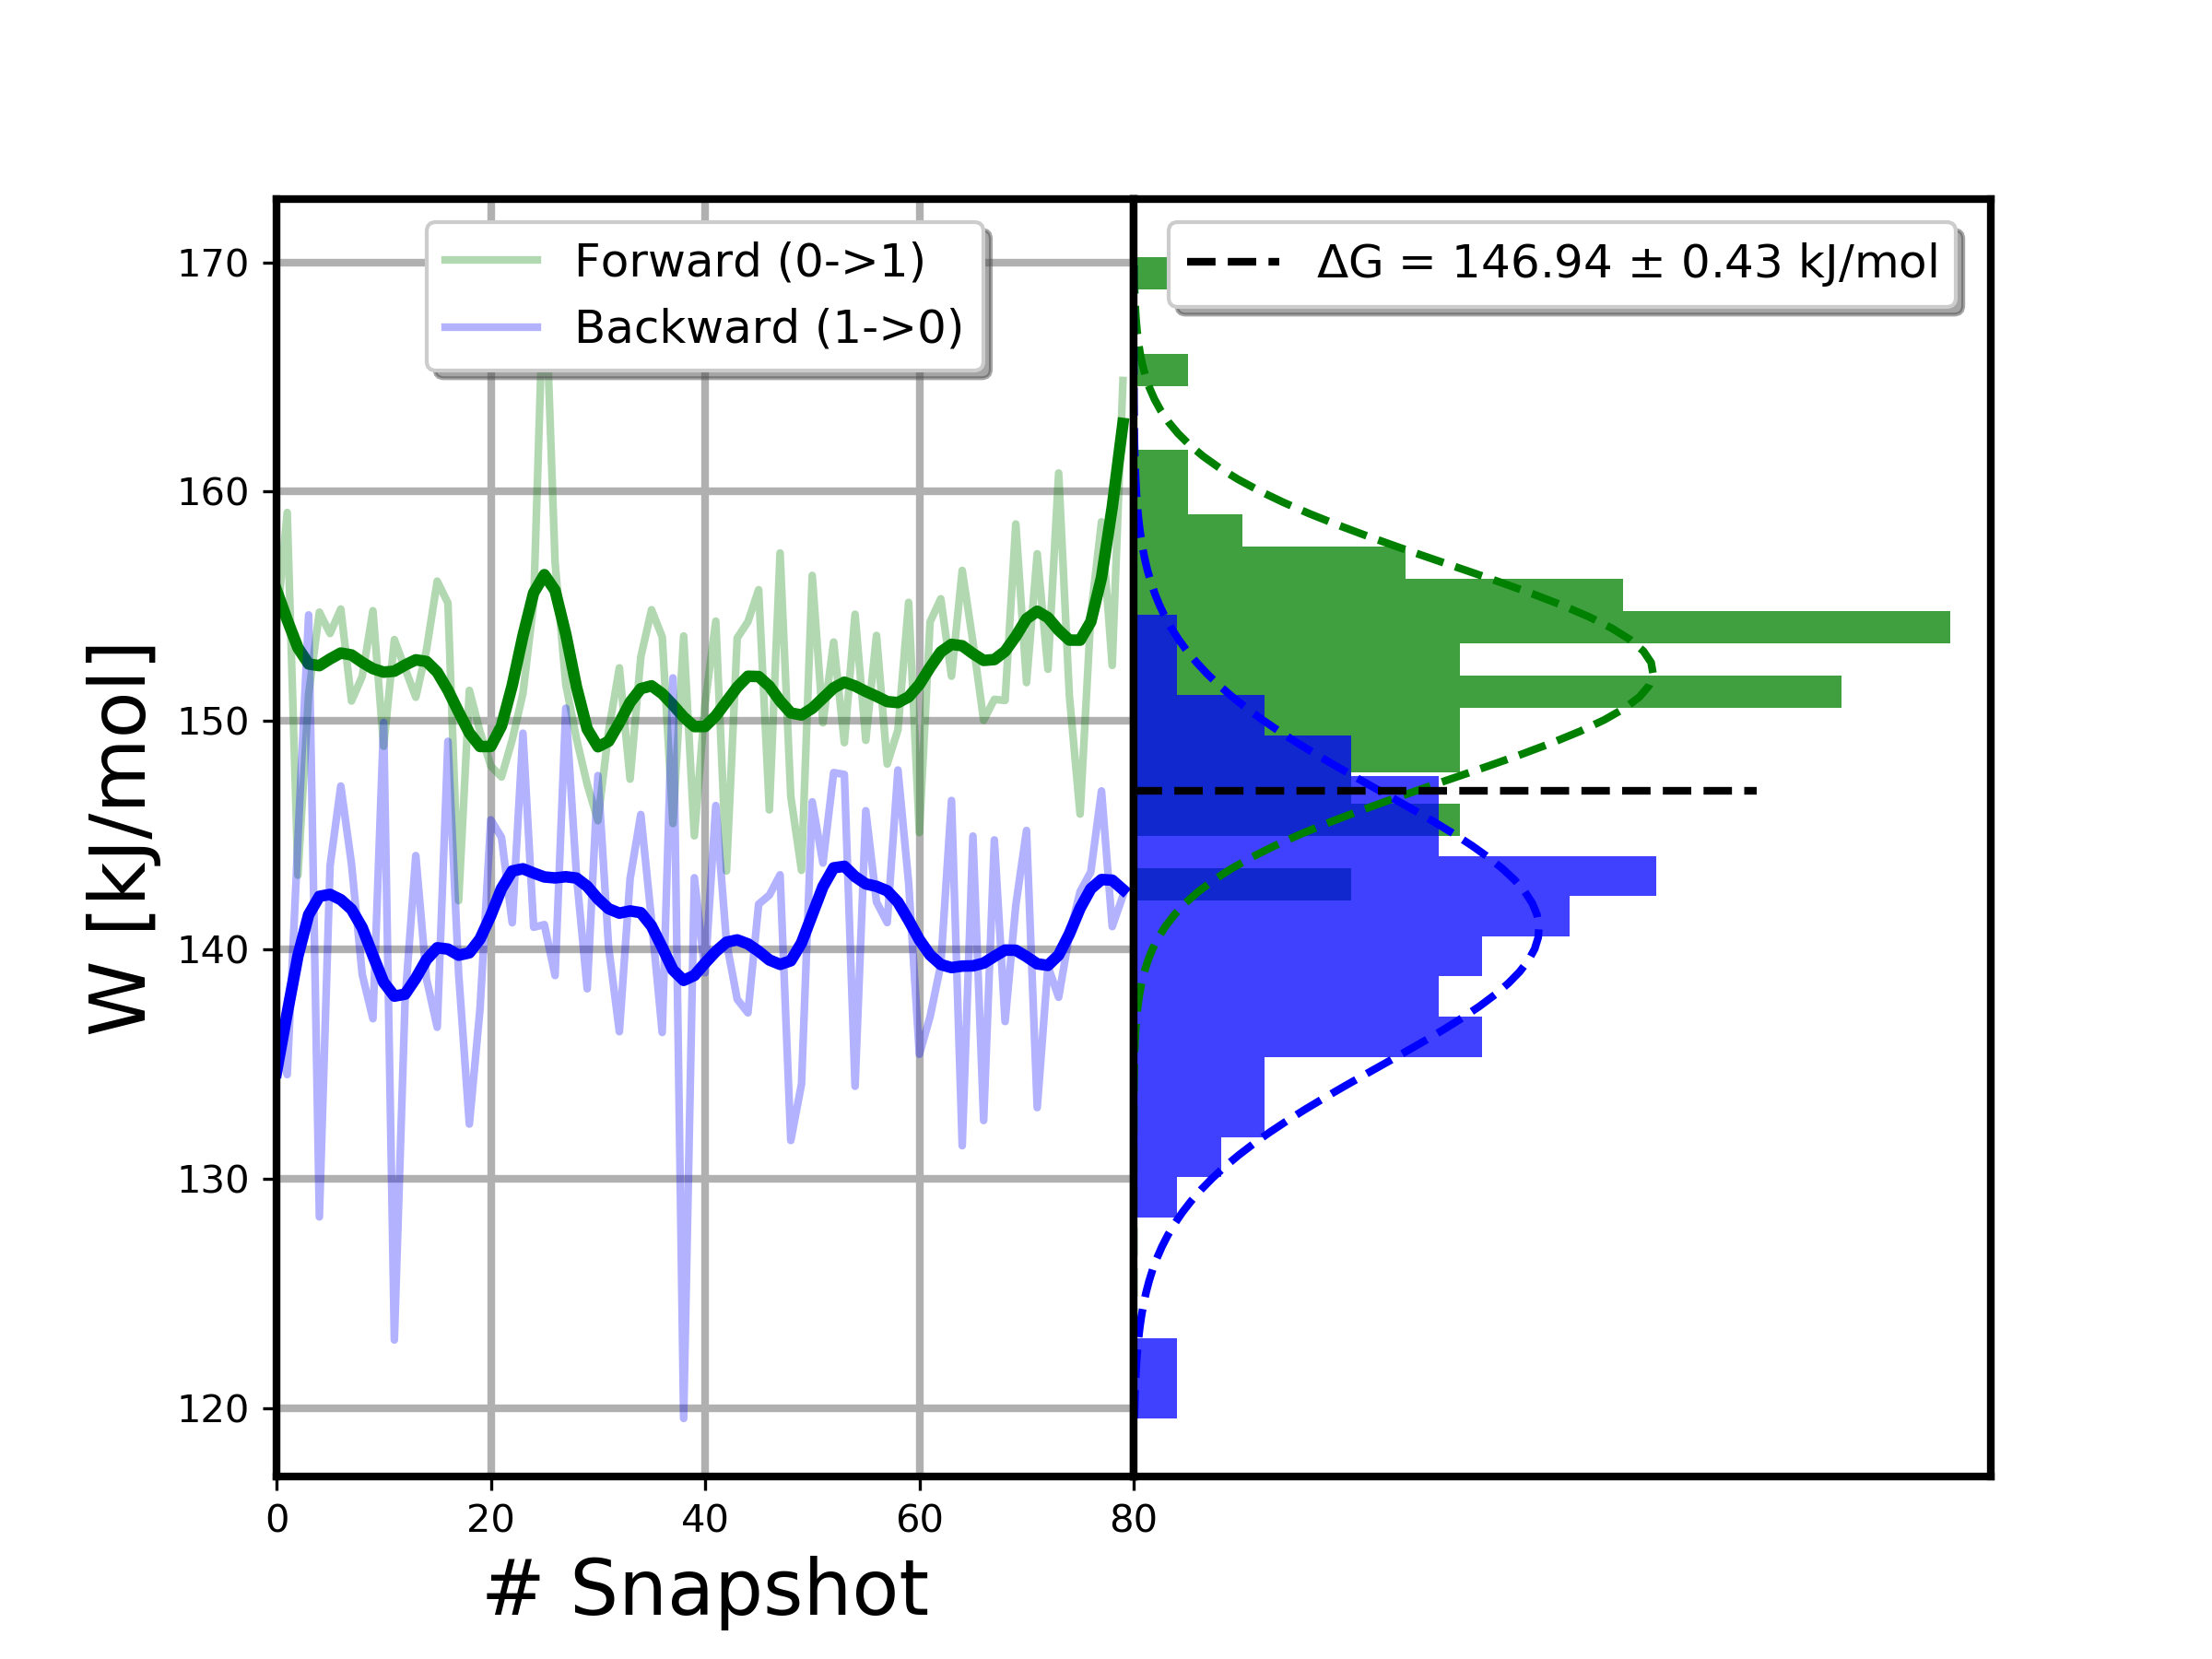 Forward (0->1)
Backward (1->0)
ΔG = 146.94 ± 0.43 kJ/mol
W [kJ/mol]
170
160
150
140
130
120
0 20 40 60 80
# Snapshot